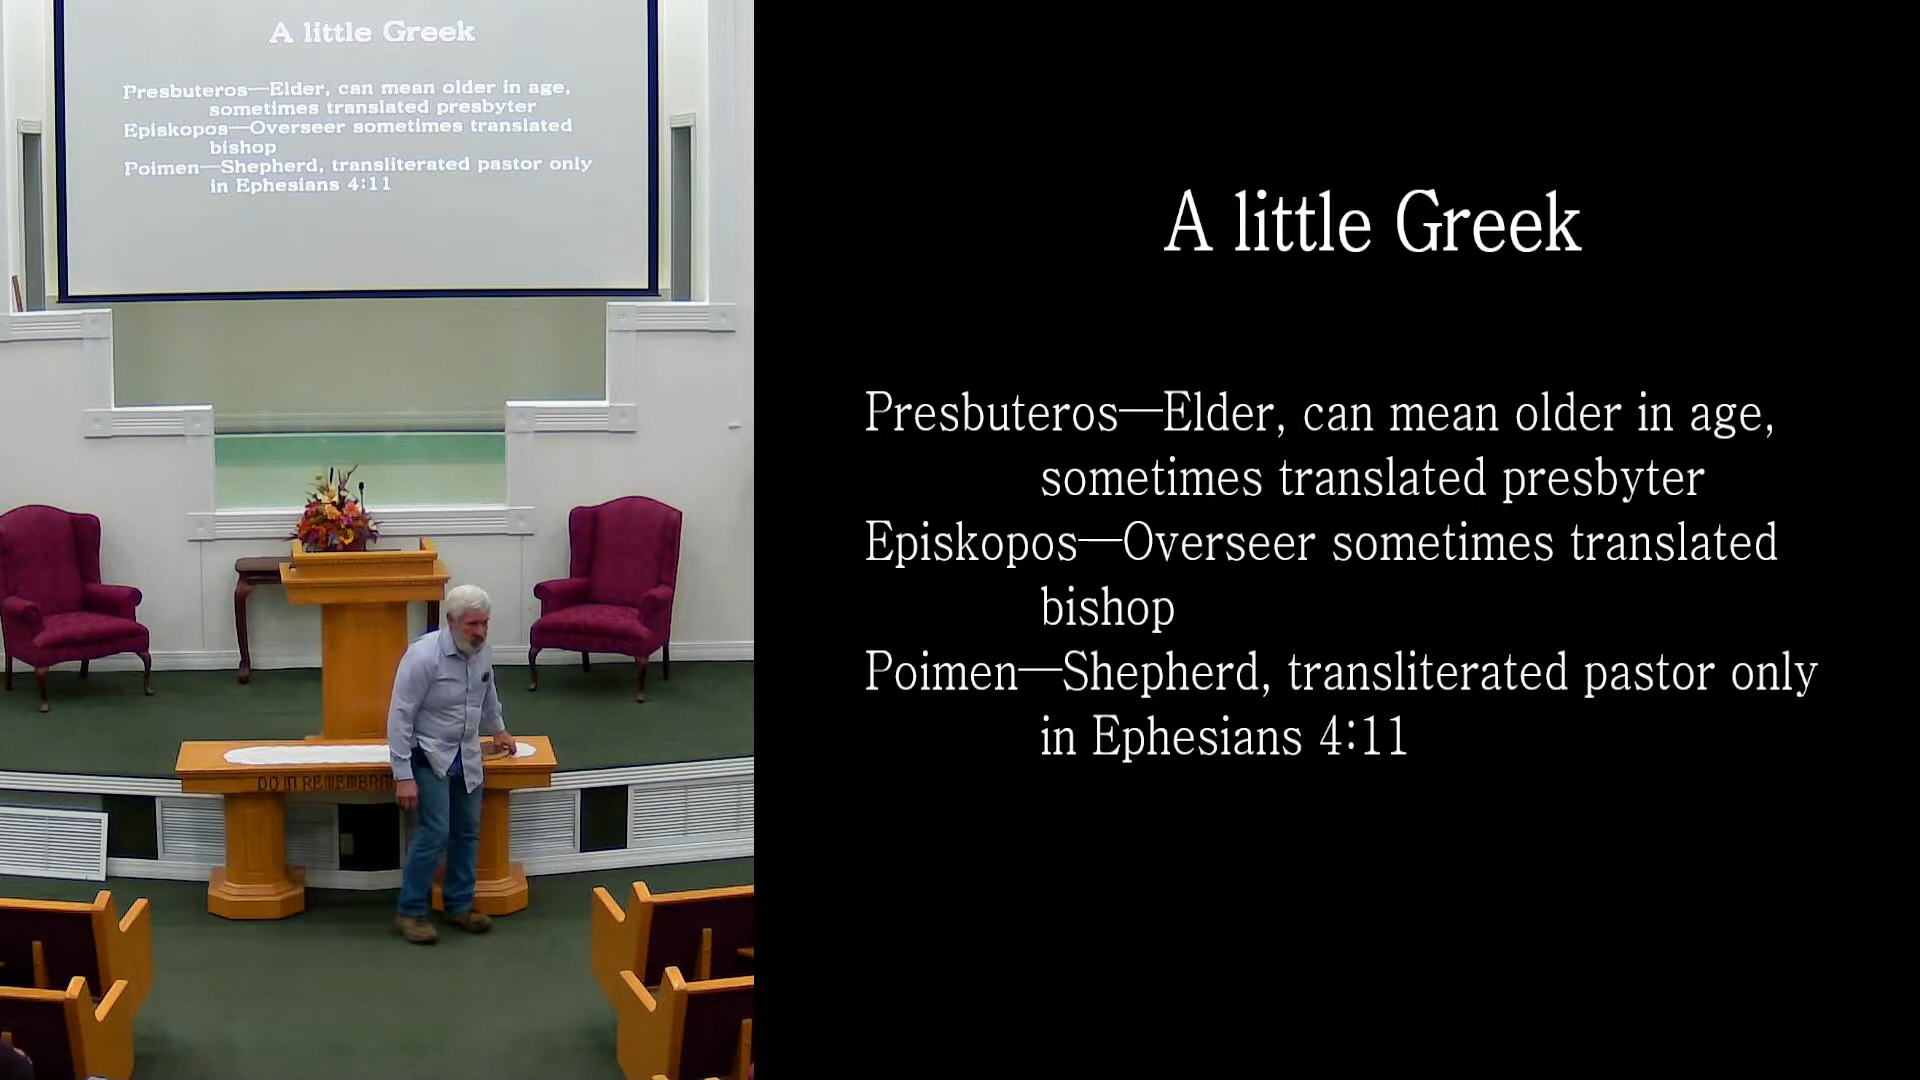 A little Greek
Presbuteros—Elder, can mean older in age,
sometimes translated presbyter
Episkopos—Overseer sometimes translated
bishop
Poimen—Shepherd, transliterated pastor only
in Ephesians 4:11
DO IN REMEMBRA
A little Greek
Presbuteros—Elder, can mean older in age,
sometimes translated presbyter
Episkopos—Overseer sometimes translated
bishop
Poimen—Shepherd, transliterated pastor only
in Ephesians 4:11